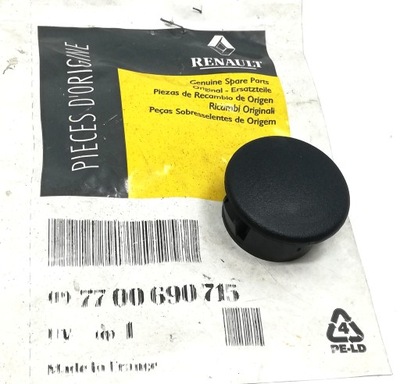 RENAULT
PIECES D'ORIGINE
Genuine Spare Parts
Original - Ersatzteile
Piezas de Recambio de Origen
Ricambi Originali
Peças Sobresselentes de Origem
77 00 690 715
1
Made in France
4
PE-LD